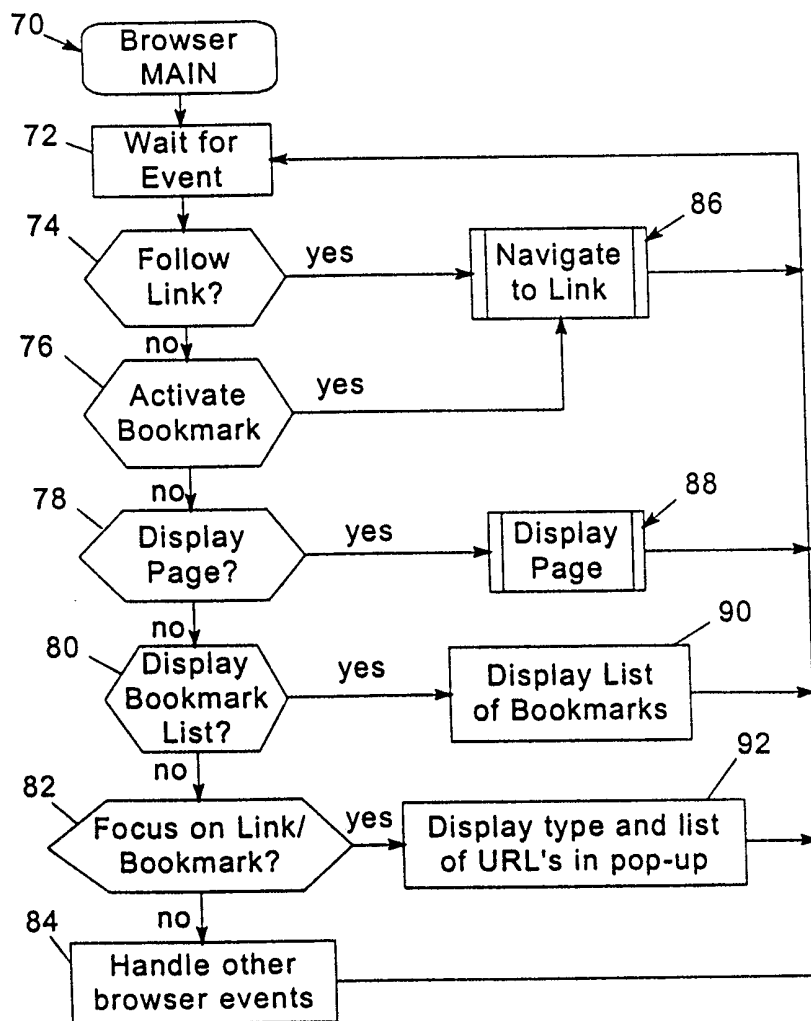 70
Browser
MAIN
72
Wait for
Event
74
Follow
Link?
yes
86
Navigate
to Link
no
76
Activate
Bookmark
yes
no
78
Display
Page?
yes
88
Display
Page
no
80
Display
Bookmark
List?
yes
90
Display List
of Bookmarks
no
82
Focus on Link/
Bookmark?
yes
92
Display type and list
of URL's in pop-up
no
84
Handle other
browser events